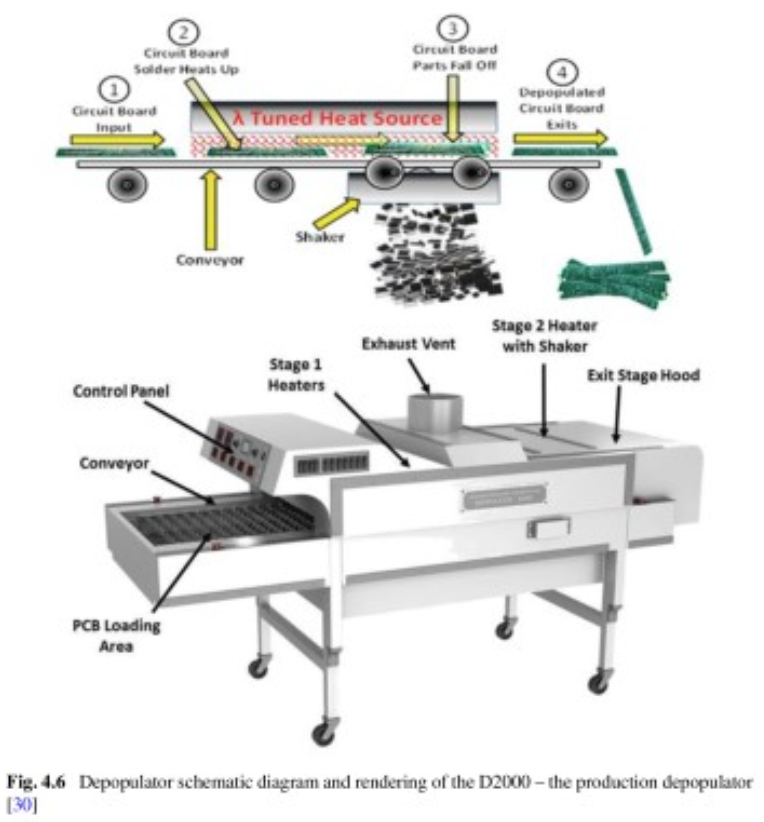 1
Circuit Board
Input
2
Circuit Board
Solder Heats Up
3
Circuit Board
Parts Fall Off
4
Depopulated
Circuit Board
Exits
λ Tuned Heat Source
Shaker
Conveyor
Exhaust Vent
Stage 2 Heater
with Shaker
Stage 1
Heaters
Exit Stage Hood
Control Panel
Conveyor
PCB Loading
Area
Fig. 4.6 Depopulator schematic diagram and rendering of the D2000 – the production depopulator
[30]